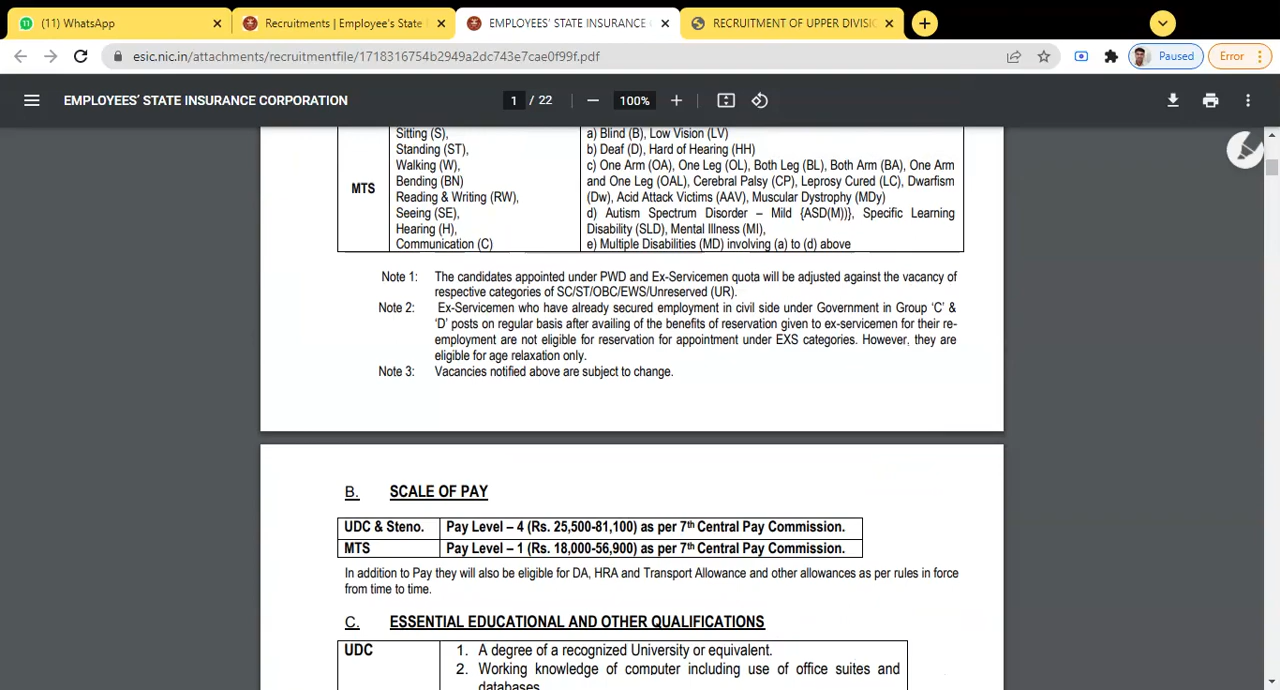 (11) WhatsApp
Recruitments | Employee's State I
EMPLOYEES' STATE INSURANCE C
RECRUITMENT OF UPPER DIVISIO
esic.nic.in/attachments/recruitmentfile/1718316754b2949a2dc743e7cae0f99f.pdf
Paused
Error
EMPLOYEES' STATE INSURANCE CORPORATION
1 / 22
100%
MTS
Sitting (S),
Standing (ST),
Walking (W),
Bending (BN)
Reading & Writing (RW),
Seeing (SE),
Hearing (H),
Communication (C)
a) Blind (B), Low Vision (LV)
b) Deaf (D), Hard of Hearing (HH)
c) One Arm (OA), One Leg (OL), Both Leg (BL), Both Arm (BA), One Arm
and One Leg (OAL), Cerebral Palsy (CP), Leprosy Cured (LC), Dwarfism
(Dw), Acid Attack Victims (AAV), Muscular Dystrophy (MDy)
d) Autism Spectrum Disorder – Mild {ASD(M))}, Specific Learning
Disability (SLD), Mental Illness (MI),
e) Multiple Disabilities (MD) involving (a) to (d) above
Note 1: The candidates appointed under PWD and Ex-Servicemen quota will be adjusted against the vacancy of
respective categories of SC/ST/OBC/EWS/Unreserved (UR).
Note 2: Ex-Servicemen who have already secured employment in civil side under Government in Group 'C' &
'D' posts on regular basis after availing of the benefits of reservation given to ex-servicemen for their re-
employment are not eligible for reservation for appointment under EXS categories. However, they are
eligible for age relaxation only.
Note 3: Vacancies notified above are subject to change.
B. SCALE OF PAY
UDC & Steno. Pay Level – 4 (Rs. 25,500-81,100) as per 7th Central Pay Commission.
MTS Pay Level – 1 (Rs. 18,000-56,900) as per 7th Central Pay Commission.
In addition to Pay they will also be eligible for DA, HRA and Transport Allowance and other allowances as per rules in force
from time to time.
C. ESSENTIAL EDUCATIONAL AND OTHER QUALIFICATIONS
UDC 1. A degree of a recognized University or equivalent.
2. Working knowledge of computer including use of office suites and
databases